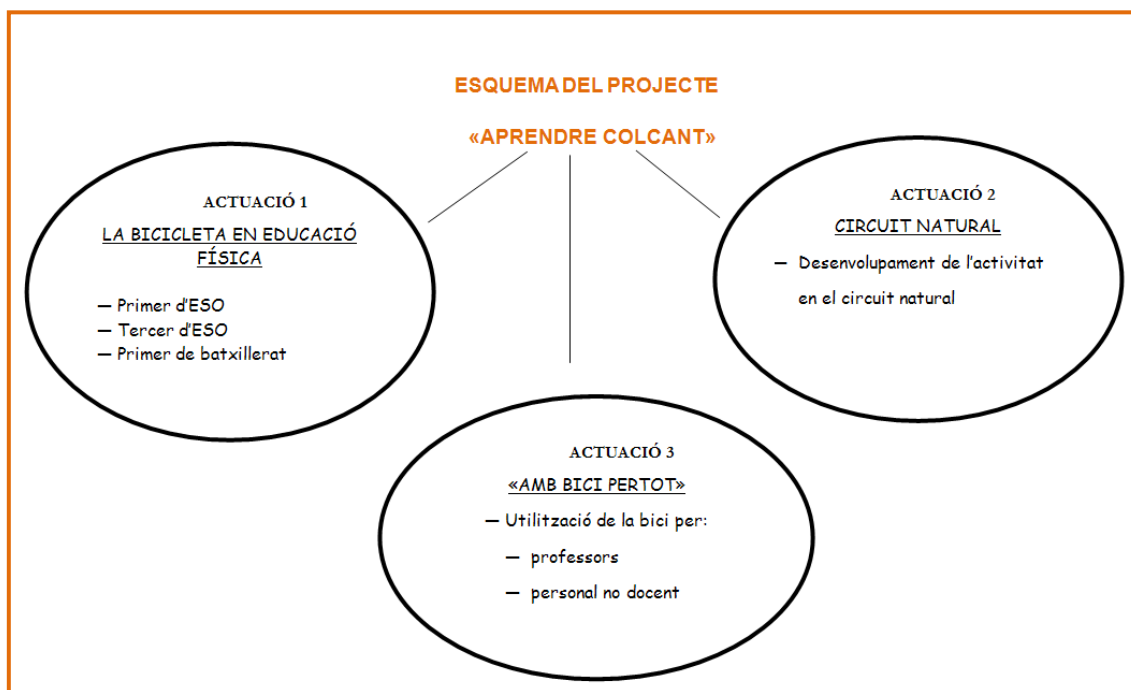 ESQUEMA DEL PROJECTE
«APRENDRE COLCANT»
ACTUACIÓ 1
LA BICICLETA EN EDUCACIÓ
FÍSICA
— Primer d'ESO
— Tercer d'ESO
— Primer de batxillerat
ACTUACIÓ 2
CIRCUIT NATURAL
— Desenvolupament de l'activitat
en el circuit natural
ACTUACIÓ 3
«AMB BICI PERTOT»
— Utilització de la bici per:
— professors
— personal no docent